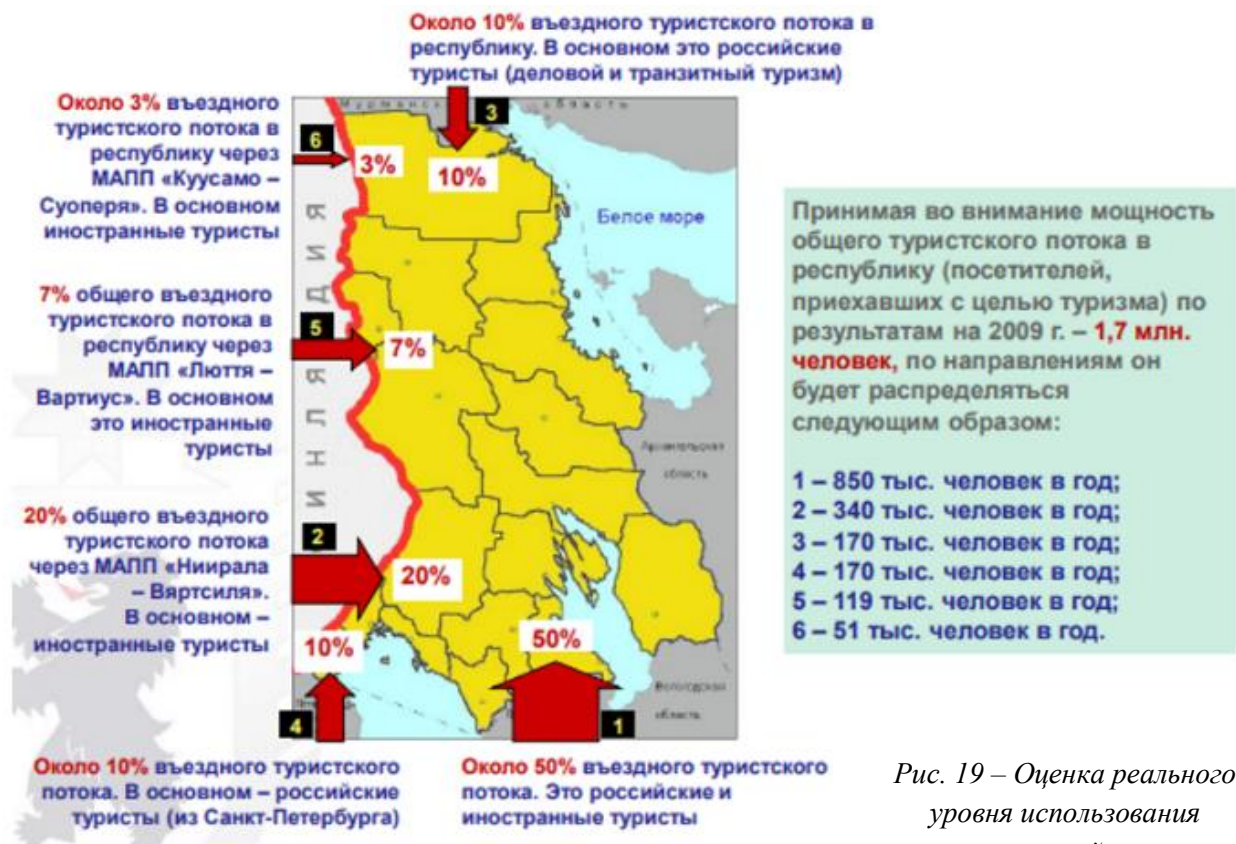 Около 10% въездного туристского потока в
республику. В основном это российские
туристы (деловой и транзитный туризм)
Около 3% въездного
туристского потока в
республику через
МАПП «Куусамо –
Суоперя». В основном
иностранные туристы
7% общего въездного
туристского потока в
республику через
МАПП «Люття –
Вартиус». В основном
это иностранные
туристы
20% общего въездного
туристского потока
через МАПП «Ниирала
– Вяртсиля».
В основном –
иностранные туристы
область
3
6
3%
10%
Белое море
5
7%
Архангельская
область
2
20%
10%
50%
Вологодская
область
4
1
Около 10% въездного туристского
потока. В основном – российские
туристы (из Санкт-Петербурга)
Около 50% въездного туристского
потока. Это российские и
иностранные туристы
Принимая во внимание мощность
общего туристского потока в
республику (посетителей,
приехавших с целью туризма) по
результатам на 2009 г. – 1,7 млн.
человек, по направлениям он
будет распределяться
следующим образом:
1 – 850 тыс. человек в год;
2 – 340 тыс. человек в год;
3 – 170 тыс. человек в год;
4 – 170 тыс. человек в год;
5 – 119 тыс. человек в год;
6 – 51 тыс. человек в год.
Рис. 19 – Оценка реального
уровня использования